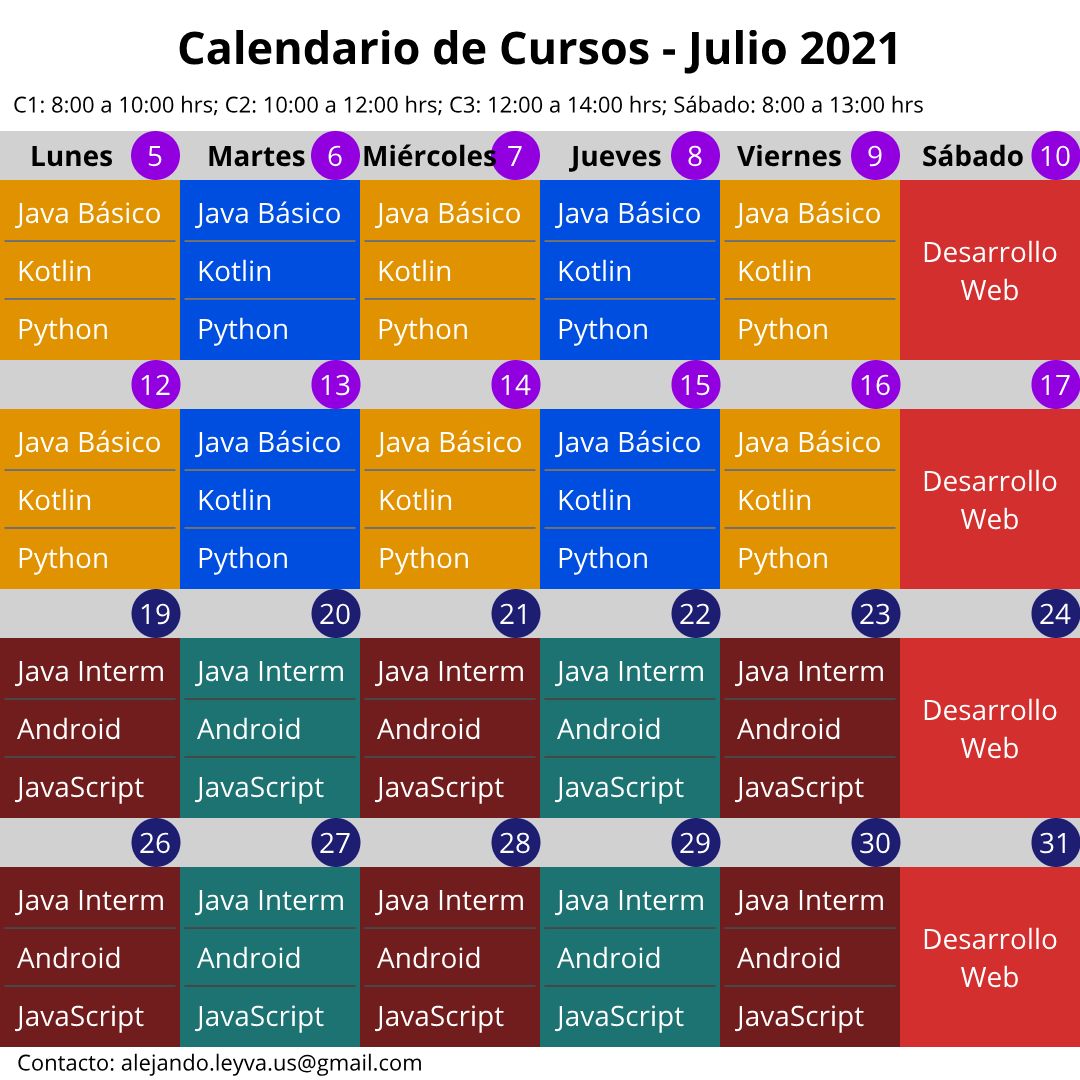 Calendario de Cursos - Julio 2021
C1: 8:00 a 10:00 hrs; C2: 10:00 a 12:00 hrs; C3: 12:00 a 14:00 hrs; Sábado: 8:00 a 13:00 hrs
Lunes 5 Martes 6 Miércoles 7 Jueves 8 Viernes 9 Sábado 10
Java Básico Java Básico Java Básico Java Básico Java Básico
Kotlin Kotlin Kotlin Kotlin Kotlin
Python Python Python Python Python
Desarrollo
Web
12 13 14 15 16 17
Java Básico Java Básico Java Básico Java Básico Java Básico
Kotlin Kotlin Kotlin Kotlin Kotlin
Python Python Python Python Python
Desarrollo
Web
19 20 21 22 23 24
Java Interm Java Interm Java Interm Java Interm Java Interm
Android Android Android Android Android
JavaScript JavaScript JavaScript JavaScript JavaScript
Desarrollo
Web
26 27 28 29 30 31
Java Interm Java Interm Java Interm Java Interm Java Interm
Android Android Android Android Android
JavaScript JavaScript JavaScript JavaScript JavaScript
Desarrollo
Web
Contacto: alejando.leyva.us@gmail.com